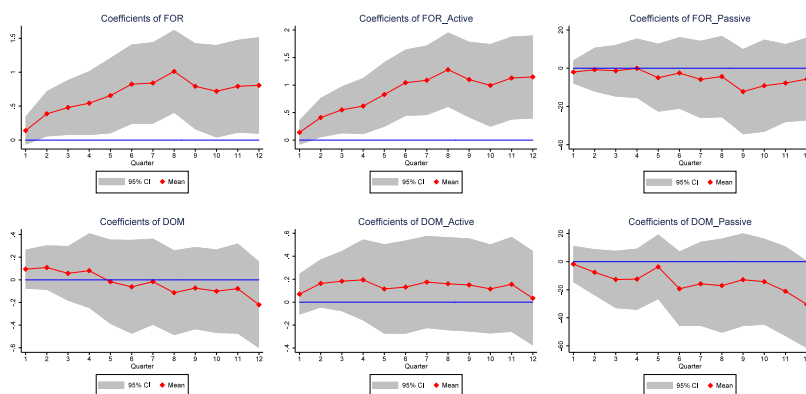 Coefficients of FOR
1.5
1
.5
0
1 2 3 4 5 6 7 8 9 10 11 12
Quarter
95% CI Mean
Coefficients of FOR_Active
2
1.5
1
.5
0
1 2 3 4 5 6 7 8 9 10 11 12
Quarter
95% CI Mean
Coefficients of FOR_Passive
20
0
-20
-40
1 2 3 4 5 6 7 8 9 10 11 12
Quarter
95% CI Mean
Coefficients of DOM
.4
.2
0
-.2
-.4
-.6
1 2 3 4 5 6 7 8 9 10 11 12
Quarter
95% CI Mean
Coefficients of DOM_Active
.6
.4
.2
0
-.2
-.4
1 2 3 4 5 6 7 8 9 10 11 12
Quarter
95% CI Mean
Coefficients of DOM_Passive
20
0
-20
-40
-60
1 2 3 4 5 6 7 8 9 10 11 12
Quarter
95% CI Mean